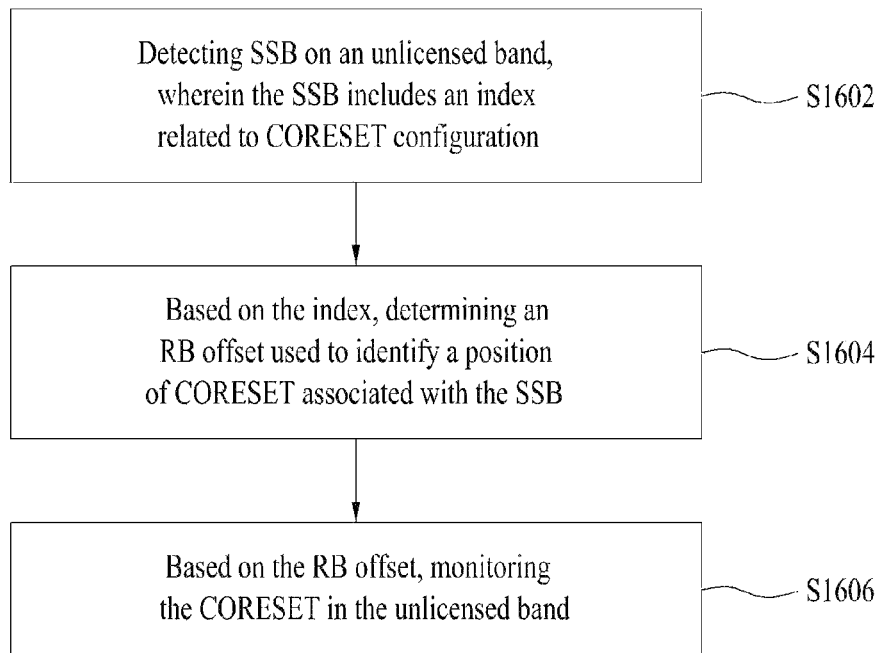 Detecting SSB on an unlicensed band,
wherein the SSB includes an index
related to CORESET configuration
S1602
Based on the index, determining an
RB offset used to identify a position
of CORESET associated with the SSB
S1604
Based on the RB offset, monitoring
the CORESET in the unlicensed band
S1606